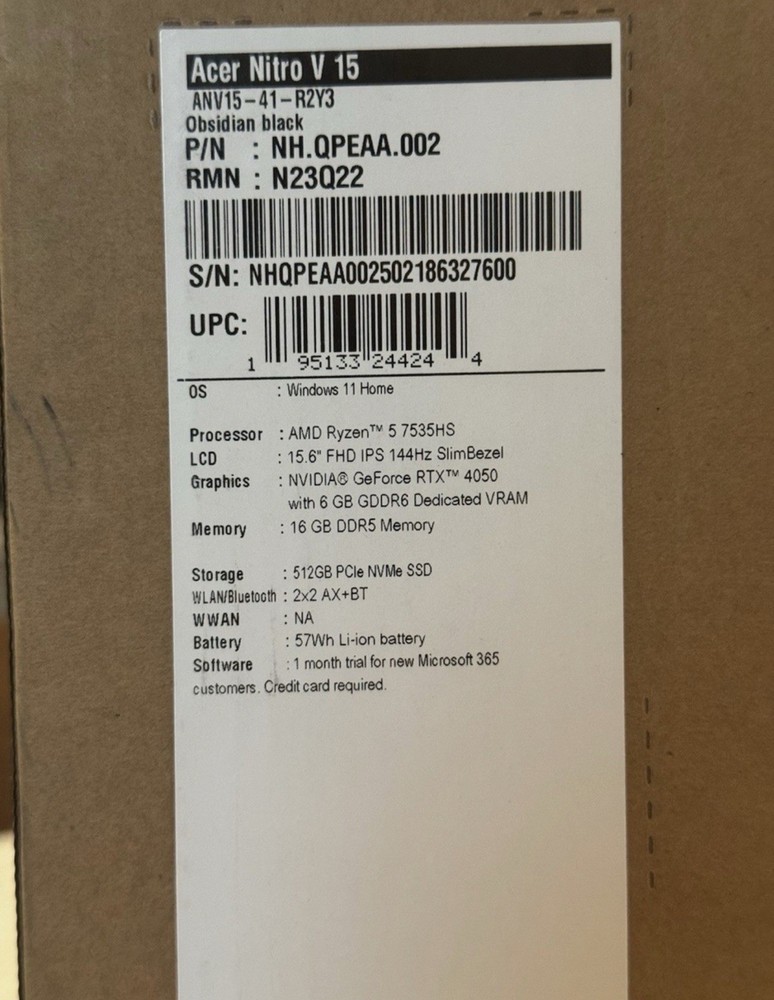 Acer Nitro V 15
ANV15-41-R2Y3
Obsidian black
P/N : NH.QPEAA.002
RMN : N23Q22
S/N: NHQPEAA002502186327600
UPC:
1 95133 24424 4
OS : Windows 11 Home
Processor : AMD Ryzen™ 5 7535HS
LCD : 15.6" FHD IPS 144Hz SlimBezel
Graphics : NVIDIA® GeForce RTX™ 4050
with 6 GB GDDR6 Dedicated VRAM
Memory : 16 GB DDR5 Memory
Storage : 512GB PCIe NVMe SSD
WLAN/Bluetooth : 2x2 AX+BT
WWAN : NA
Battery : 57Wh Li-ion battery
Software : 1 month trial for new Microsoft 365
customers. Credit card required.